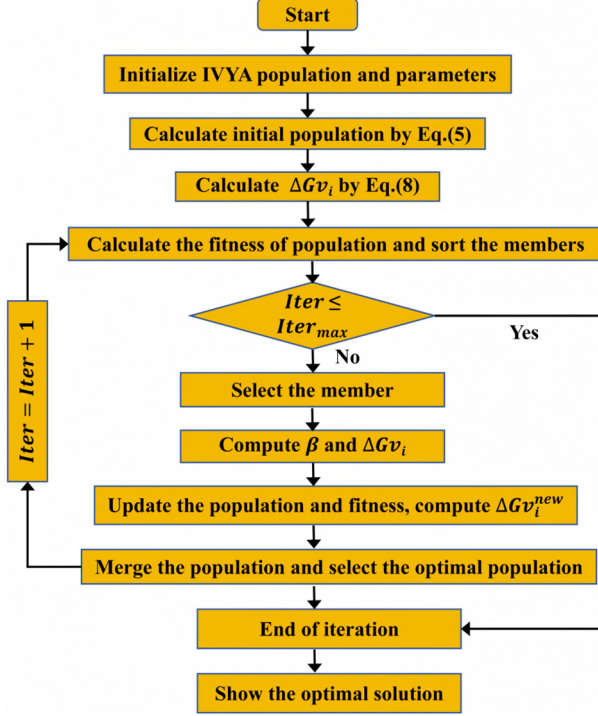 Start
Initialize IVYA population and parameters
Calculate initial population by Eq.(5)
Calculate ΔGvᵢ by Eq.(8)
Calculate the fitness of population and sort the members
Iter ≤
Iter_max
Yes
No
Iter = Iter + 1
Select the member
Compute β and ΔGvᵢ
Update the population and fitness, compute ΔGvᵢ^new
Merge the population and select the optimal population
End of iteration
Show the optimal solution